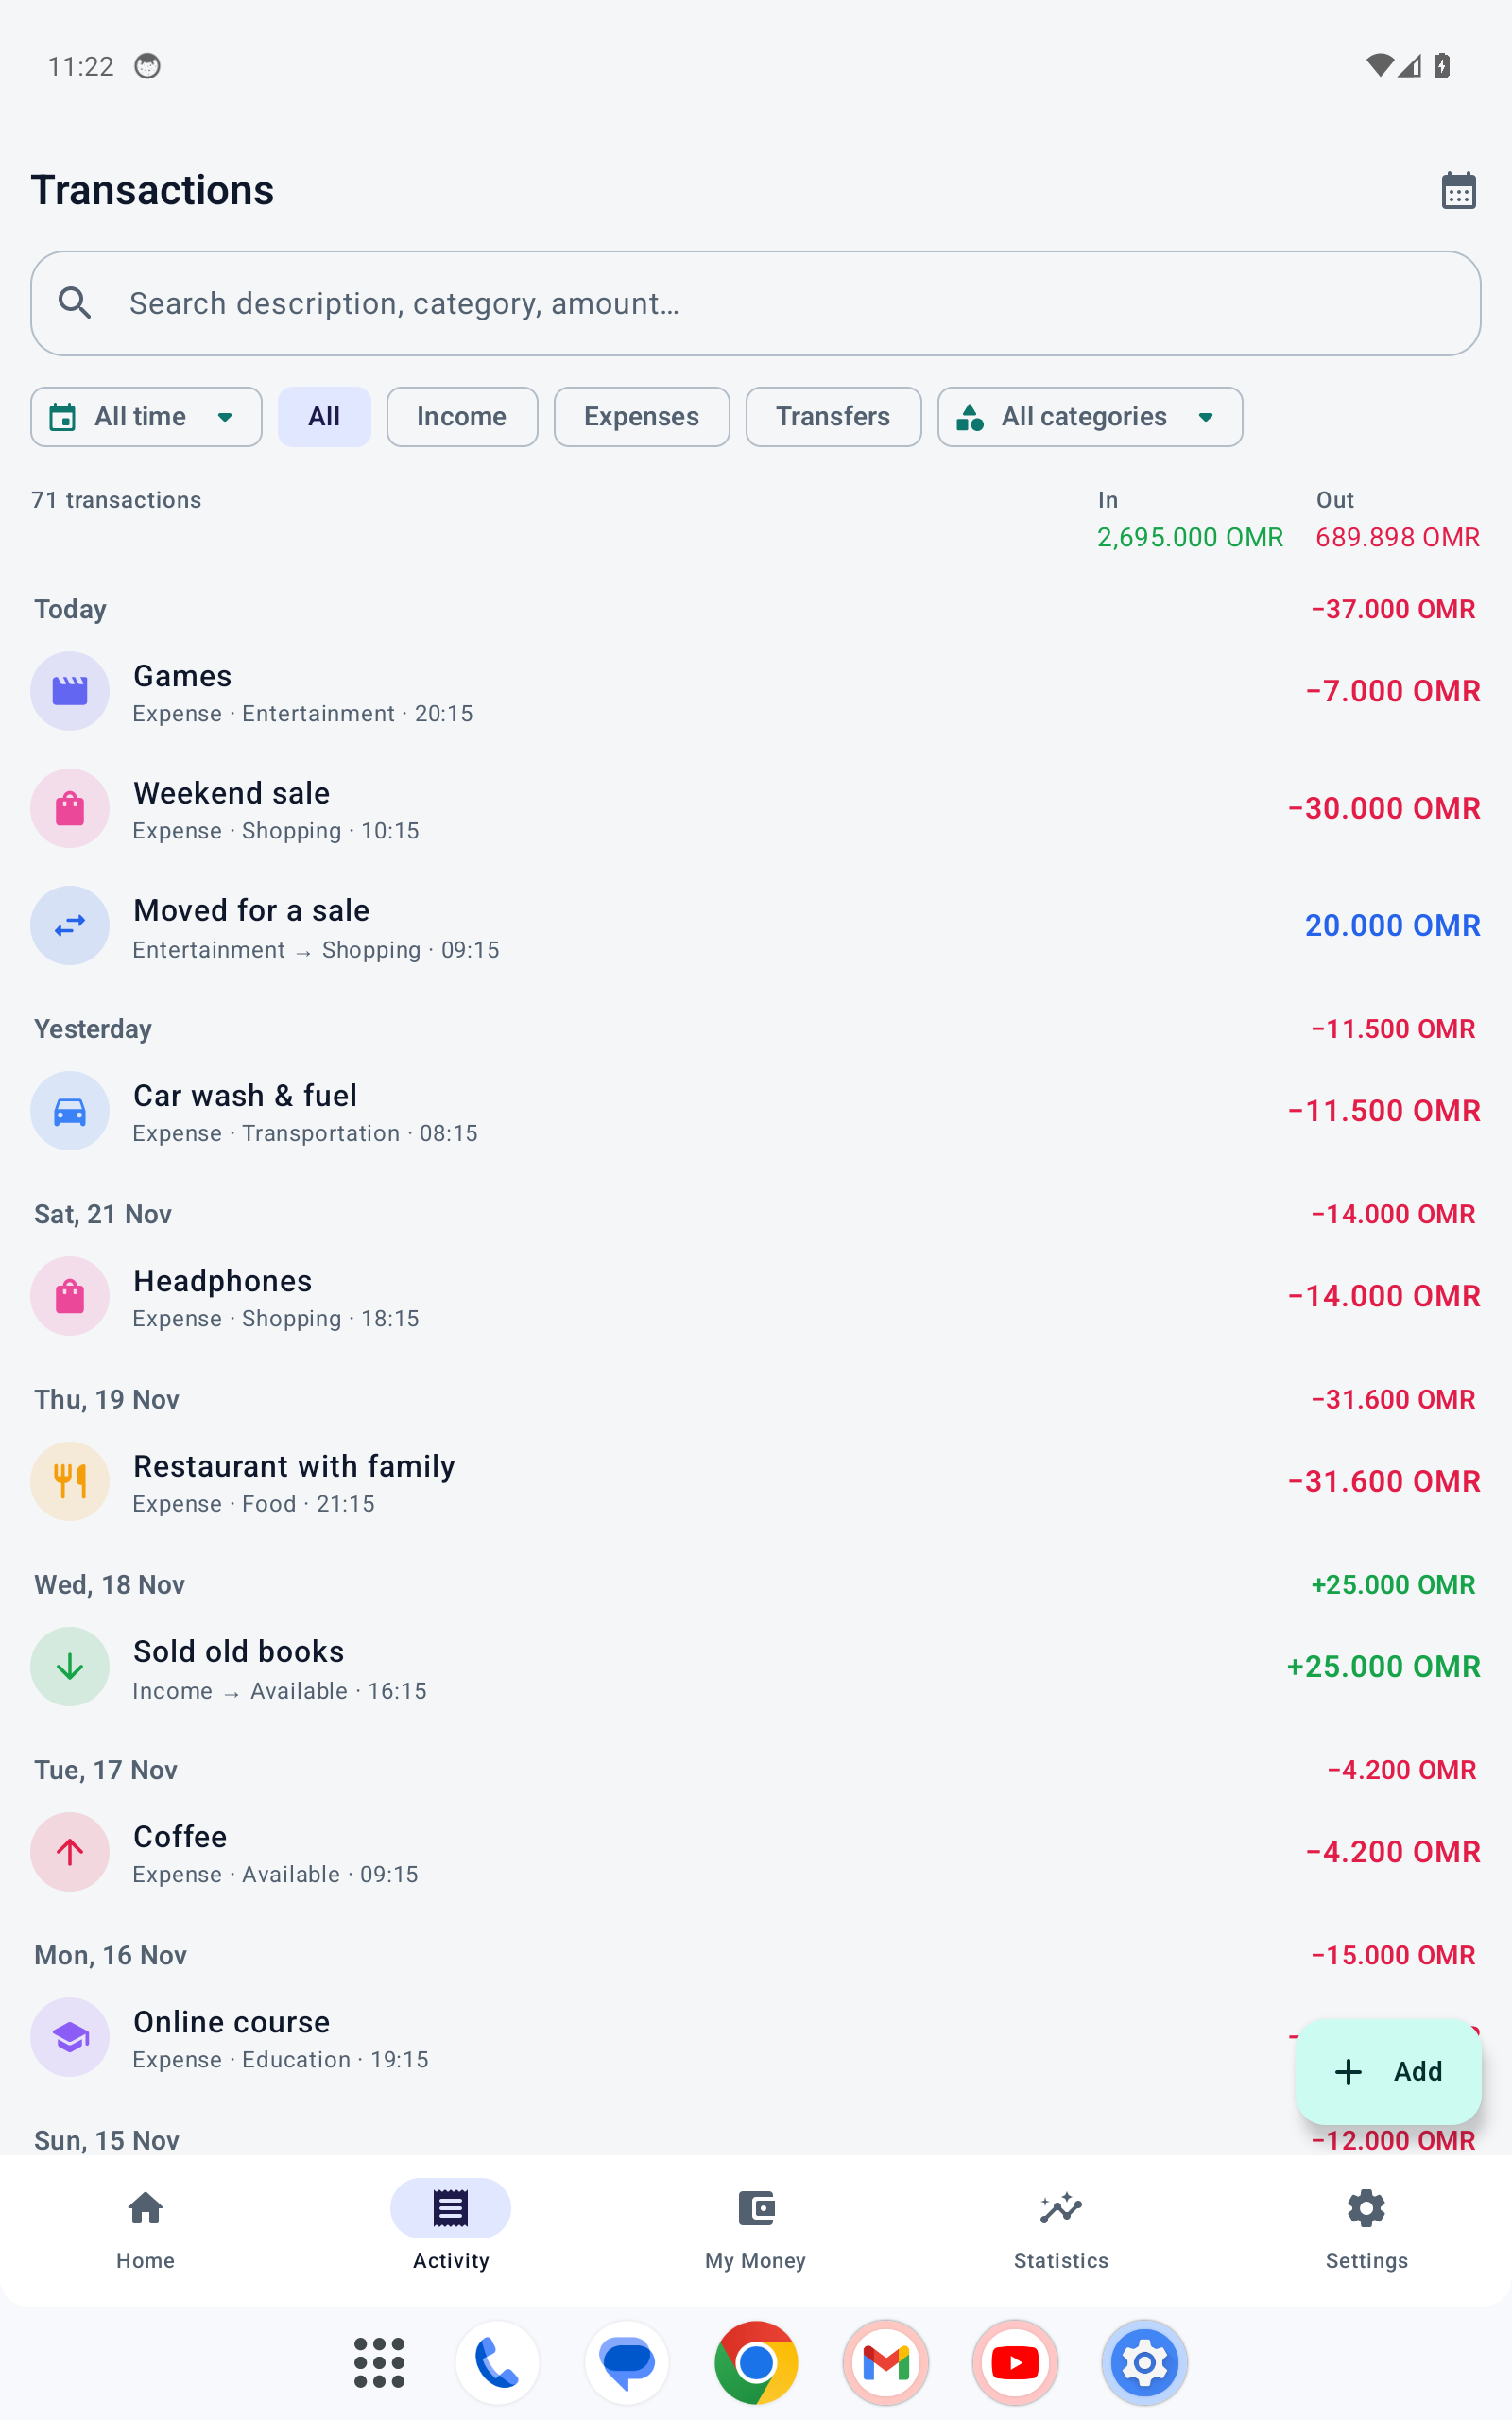 11:22
Transactions
Search description, category, amount…
All time
All
Income
Expenses
Transfers
All categories
71 transactions
In
Out
2,695.000 OMR
689.898 OMR
Today
−37.000 OMR
Games
Expense · Entertainment · 20:15
−7.000 OMR
Weekend sale
Expense · Shopping · 10:15
−30.000 OMR
Moved for a sale
Entertainment → Shopping · 09:15
20.000 OMR
Yesterday
−11.500 OMR
Car wash & fuel
Expense · Transportation · 08:15
−11.500 OMR
Sat, 21 Nov
−14.000 OMR
Headphones
Expense · Shopping · 18:15
−14.000 OMR
Thu, 19 Nov
−31.600 OMR
Restaurant with family
Expense · Food · 21:15
−31.600 OMR
Wed, 18 Nov
+25.000 OMR
Sold old books
Income → Available · 16:15
+25.000 OMR
Tue, 17 Nov
−4.200 OMR
Coffee
Expense · Available · 09:15
−4.200 OMR
Mon, 16 Nov
−15.000 OMR
Online course
Expense · Education · 19:15
Add
Sun, 15 Nov
−12.000 OMR
Home
Activity
My Money
Statistics
Settings